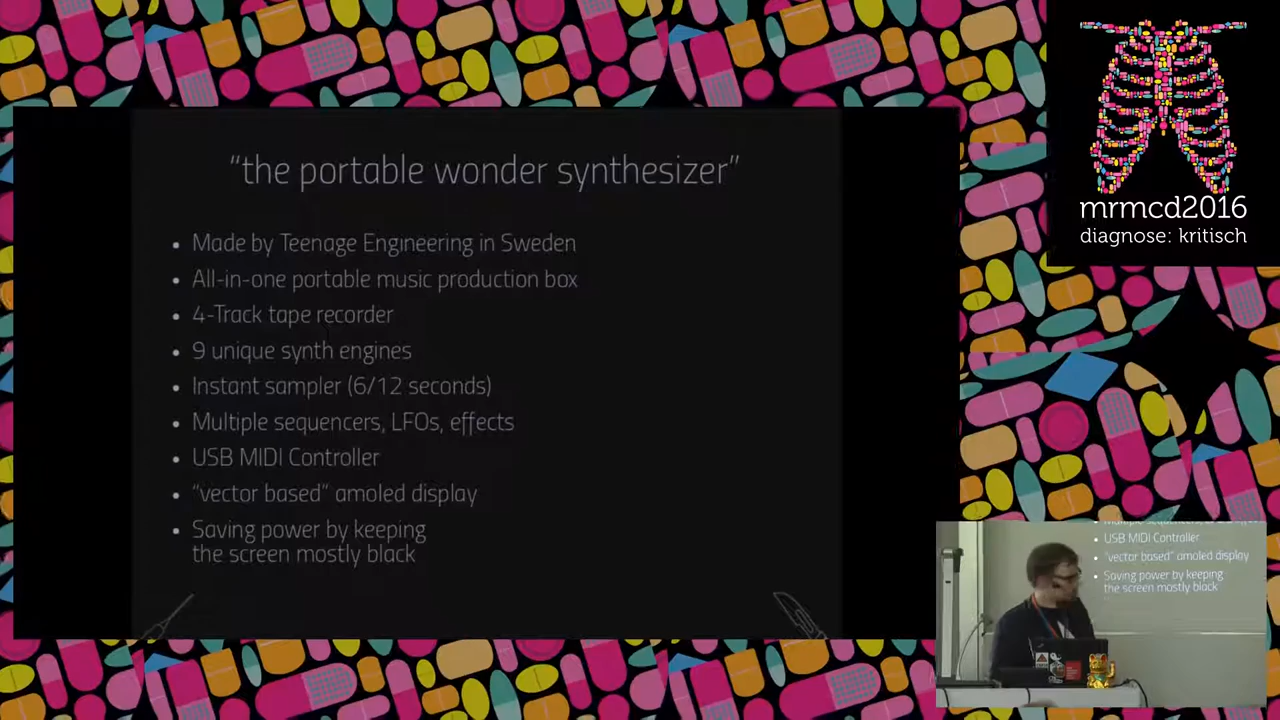 “the portable wonder synthesizer”
• Made by Teenage Engineering in Sweden
• All-in-one portable music production box
• 4-Track tape recorder
• 9 unique synth engines
• Instant sampler (6/12 seconds)
• Multiple sequencers, LFOs, effects
• USB MIDI Controller
• “vector based” amoled display
• Saving power by keeping
the screen mostly black
mrmcd2016
diagnose: kritisch
• USB MIDI Controller
• “vector based” amoled display
• Saving power by keeping
the screen mostly black